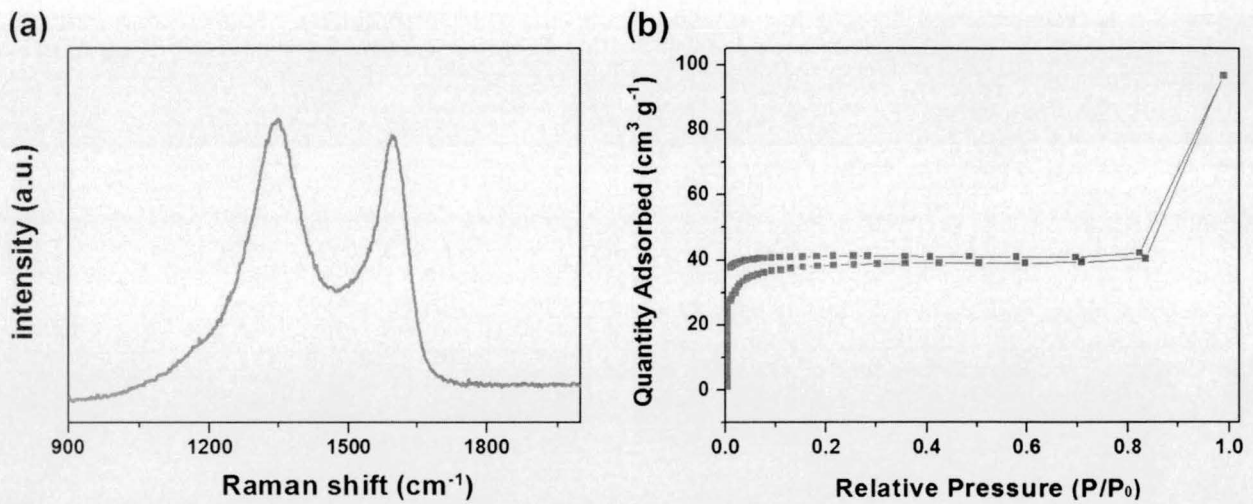 (a)
intensity (a.u.)
900 1200 1500 1800
Raman shift (cm⁻¹)
(b)
Quantity Adsorbed (cm³ g⁻¹)
100
80
60
40
20
0
0.0 0.2 0.4 0.6 0.8 1.0
Relative Pressure (P/P₀)